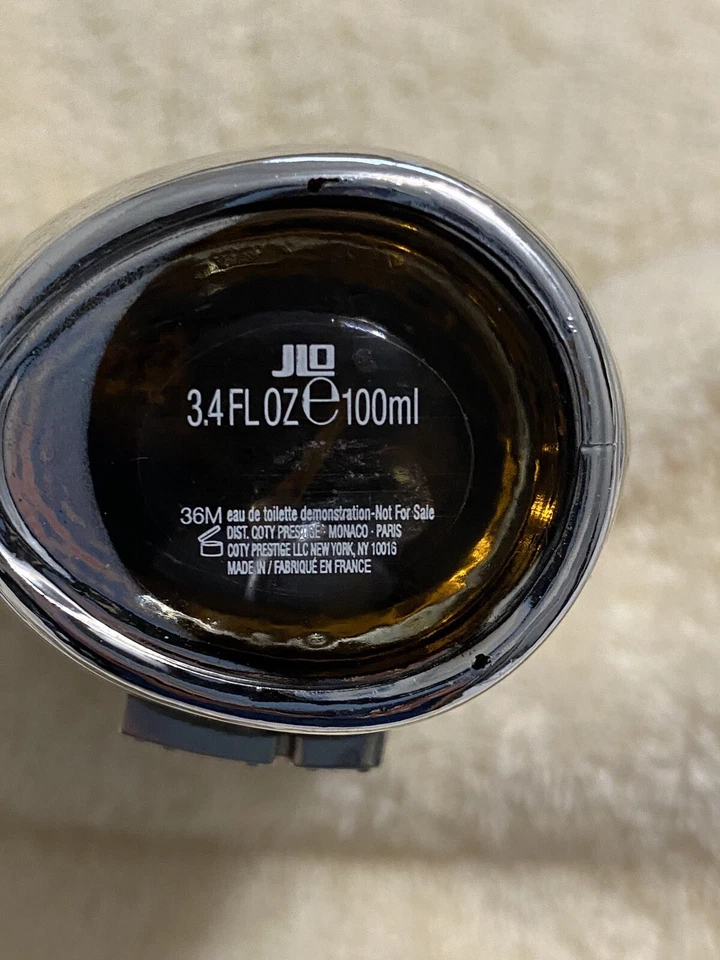 JLO
3.4 FL OZ ℮ 100ml
36M eau de toilette demonstration-Not For Sale
DIST. COTY PRESTIGE · MONACO · PARIS
COTY PRESTIGE LLC NEW YORK, NY 10016
MADE IN / FABRIQUÉ EN FRANCE